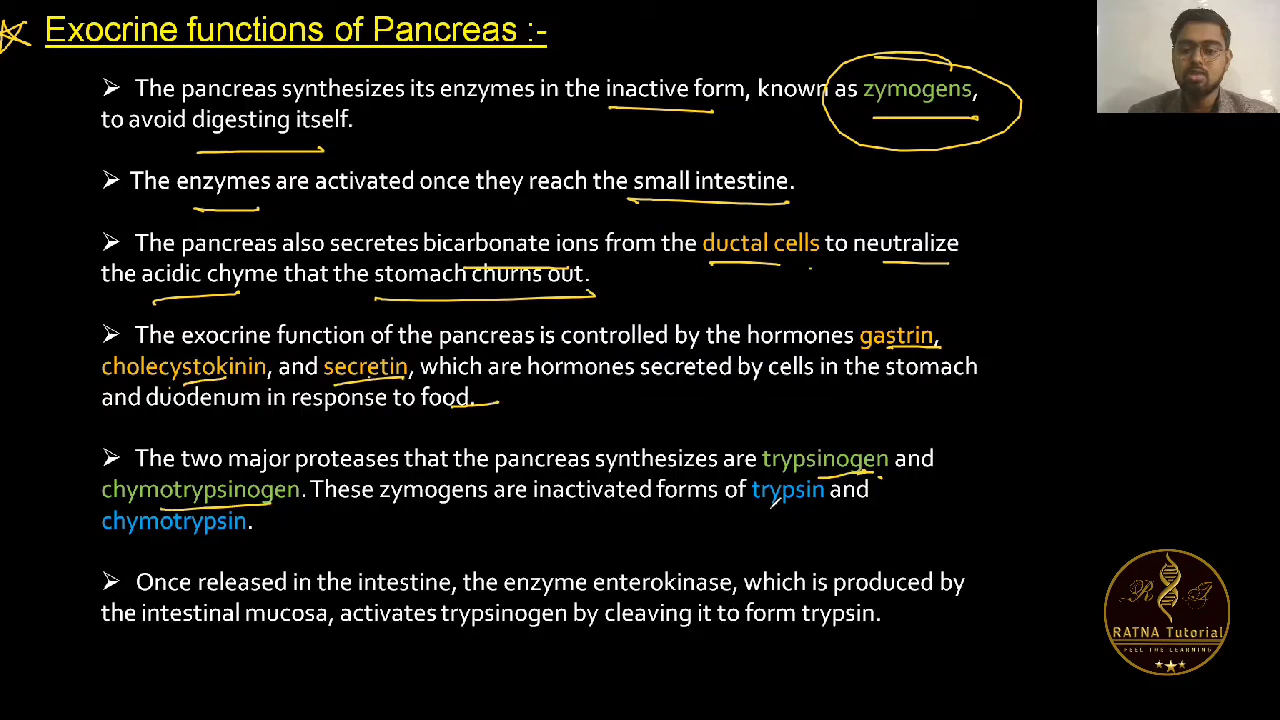 Exocrine functions of Pancreas :-
➢ The pancreas synthesizes its enzymes in the inactive form, known as zymogens,
to avoid digesting itself.
➢ The enzymes are activated once they reach the small intestine.
➢ The pancreas also secretes bicarbonate ions from the ductal cells to neutralize
the acidic chyme that the stomach churns out.
➢ The exocrine function of the pancreas is controlled by the hormones gastrin,
cholecystokinin, and secretin, which are hormones secreted by cells in the stomach
and duodenum in response to food.
➢ The two major proteases that the pancreas synthesizes are trypsinogen and
chymotrypsinogen. These zymogens are inactivated forms of trypsin and
chymotrypsin.
➢ Once released in the intestine, the enzyme enterokinase, which is produced by
the intestinal mucosa, activates trypsinogen by cleaving it to form trypsin.
RATNA Tutorial
FEEL THE LEARNING